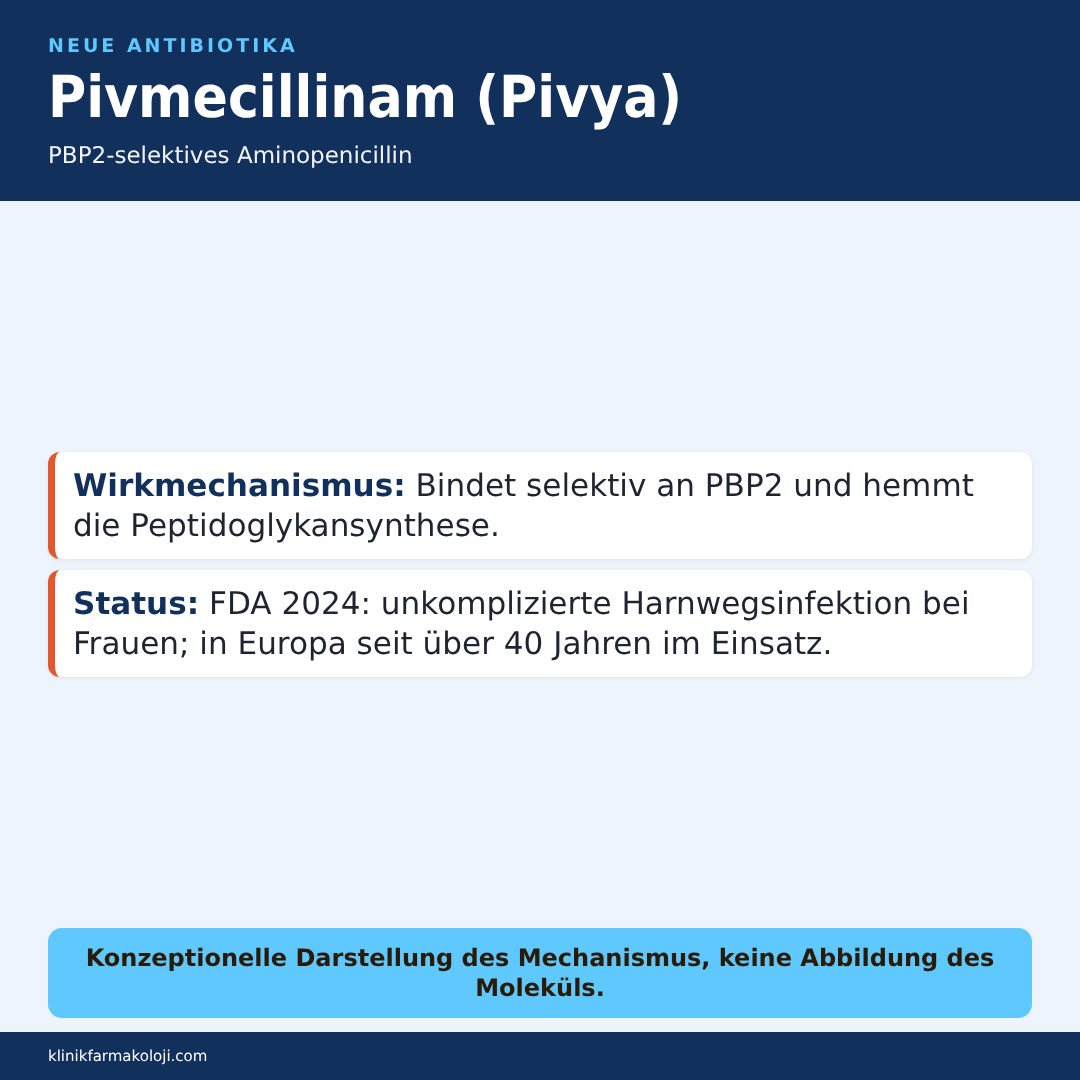 NEUE ANTIBIOTIKA
Pivmecillinam (Pivya)
PBP2-selektives Aminopenicillin
Wirkmechanismus: Bindet selektiv an PBP2 und hemmt
die Peptidoglykansynthese.
Status: FDA 2024: unkomplizierte Harnwegsinfektion bei
Frauen; in Europa seit über 40 Jahren im Einsatz.
Konzeptionelle Darstellung des Mechanismus, keine Abbildung des
Moleküls.
klinikfarmakoloji.com